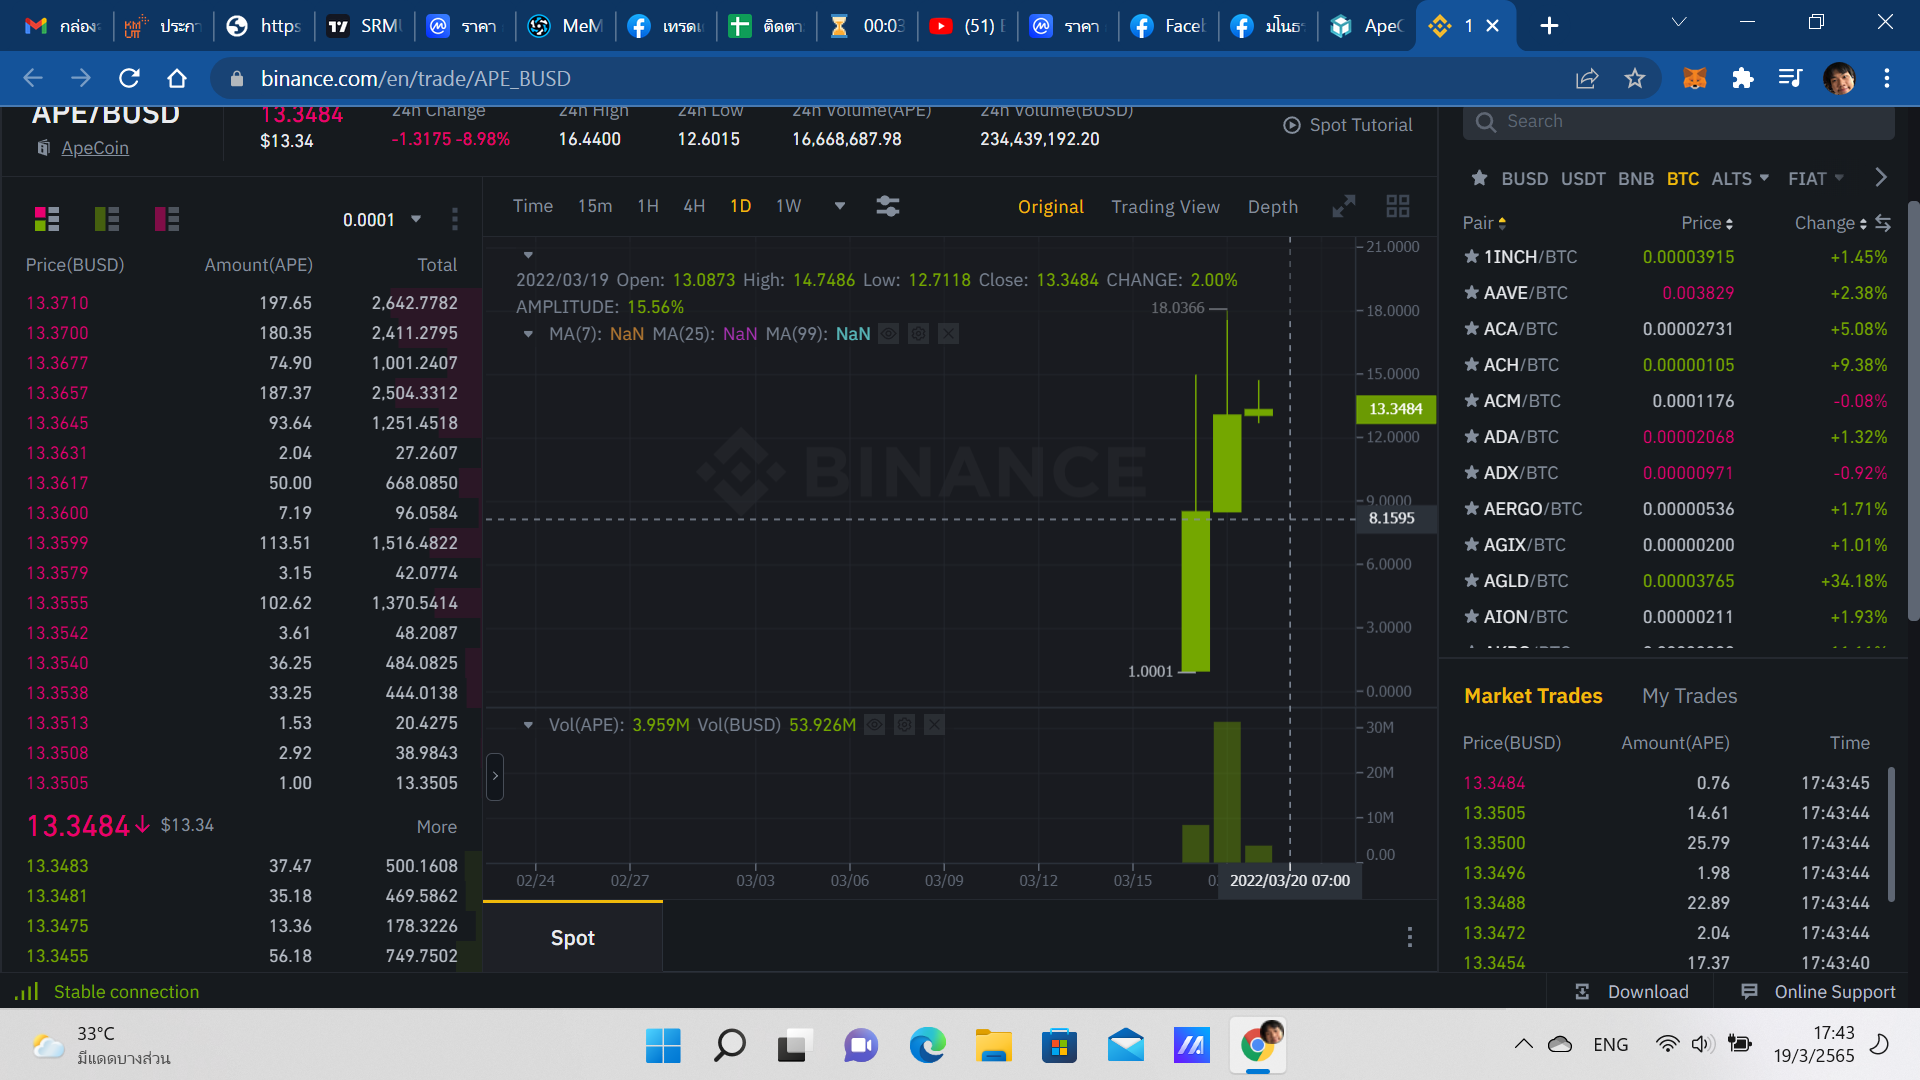 กล่อง
ประกา
https
SRMU
ราคา
MeM
เทรด
ติดตา
00:03
(51)
ราคา
Faceb
มโนธร
ApeC
1
binance.com/en/trade/APE_BUSD
APE/BUSD
13.3484
24h Change
24h High
24h Low
24h Volume(APE)
24h Volume(BUSD)
$13.34
-1.3175 -8.98%
16.4400
12.6015
16,668,687.98
234,439,192.20
ApeCoin
Spot Tutorial
Search
BUSD USDT BNB BTC ALTS FIAT
0.0001
Time 15m 1H 4H 1D 1W
Original Trading View Depth
Price(BUSD) Amount(APE) Total
13.3710 197.65 2,642.7782
13.3700 180.35 2,411.2795
13.3677 74.90 1,001.2407
13.3657 187.37 2,504.3312
13.3645 93.64 1,251.4518
13.3631 2.04 27.2607
13.3617 50.00 668.0850
13.3600 7.19 96.0584
13.3599 113.51 1,516.4822
13.3579 3.15 42.0774
13.3555 102.62 1,370.5414
13.3542 3.61 48.2087
13.3540 36.25 484.0825
13.3538 33.25 444.0138
13.3513 1.53 20.4275
13.3508 2.92 38.9843
13.3505 1.00 13.3505
13.3484 $13.34 More
13.3483 37.47 500.1608
13.3481 35.18 469.5862
13.3475 13.36 178.3226
13.3455 56.18 749.7502
2022/03/19 Open: 13.0873 High: 14.7486 Low: 12.7118 Close: 13.3484 CHANGE: 2.00%
AMPLITUDE: 15.56%
MA(7): NaN MA(25): NaN MA(99): NaN
18.0366
1.0001
BINANCE
21.0000
18.0000
15.0000
13.3484
12.0000
9.0000
8.1595
6.0000
3.0000
0.0000
Vol(APE): 3.959M Vol(BUSD) 53.926M
30M
20M
10M
0.00
02/24 02/27 03/03 03/06 03/09 03/12 03/15 2022/03/20 07:00
Spot
Pair Price Change
1INCH/BTC 0.00003915 +1.45%
AAVE/BTC 0.003829 +2.38%
ACA/BTC 0.00002731 +5.08%
ACH/BTC 0.00000105 +9.38%
ACM/BTC 0.0001176 -0.08%
ADA/BTC 0.00002068 +1.32%
ADX/BTC 0.00000971 -0.92%
AERGO/BTC 0.00000536 +1.71%
AGIX/BTC 0.00000200 +1.01%
AGLD/BTC 0.00003765 +34.18%
AION/BTC 0.00000211 +1.93%
Market Trades My Trades
Price(BUSD) Amount(APE) Time
13.3484 0.76 17:43:45
13.3505 14.61 17:43:44
13.3500 25.79 17:43:44
13.3496 1.98 17:43:44
13.3488 22.89 17:43:44
13.3472 2.04 17:43:44
13.3454 17.37 17:43:40
Stable connection
Download
Online Support
33°C
มีแดดบางส่วน
ENG
17:43
19/3/2565